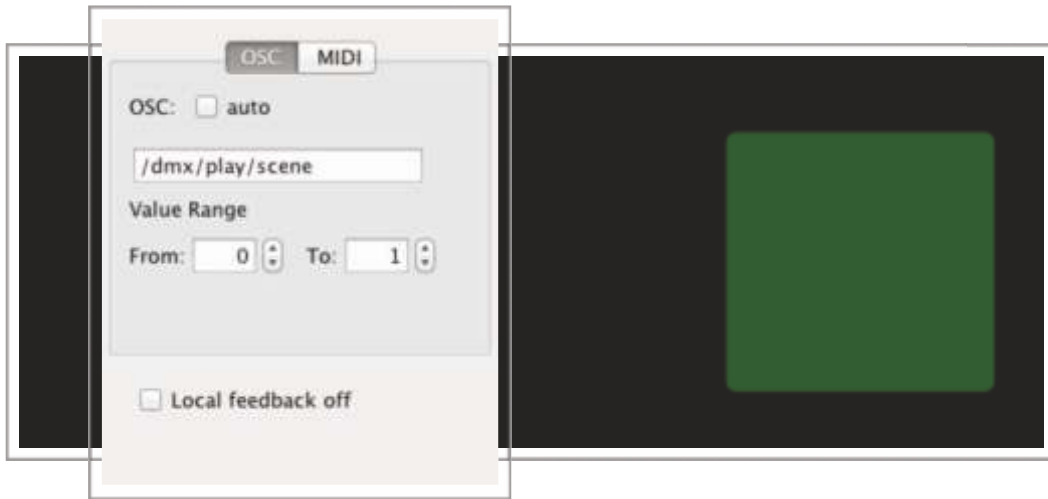 OSC MIDI
OSC: auto
/dmx/play/scene
Value Range
From: 0 To: 1
Local feedback off